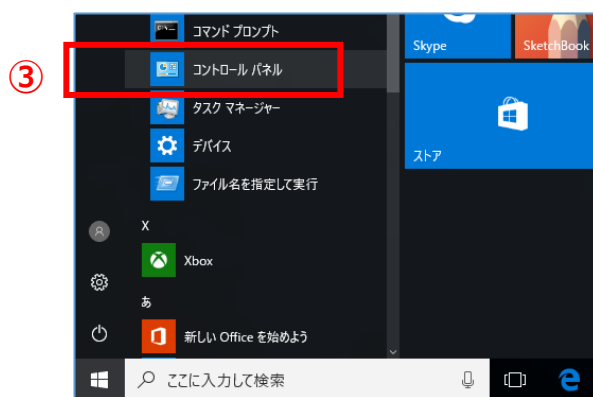 コマンド プロンプト
③
コントロール パネル
タスク マネージャー
デバイス
ファイル名を指定して実行
X
Xbox
あ
新しい Office を始めよう
ここに入力して検索
Skype
SketchBook
ストア